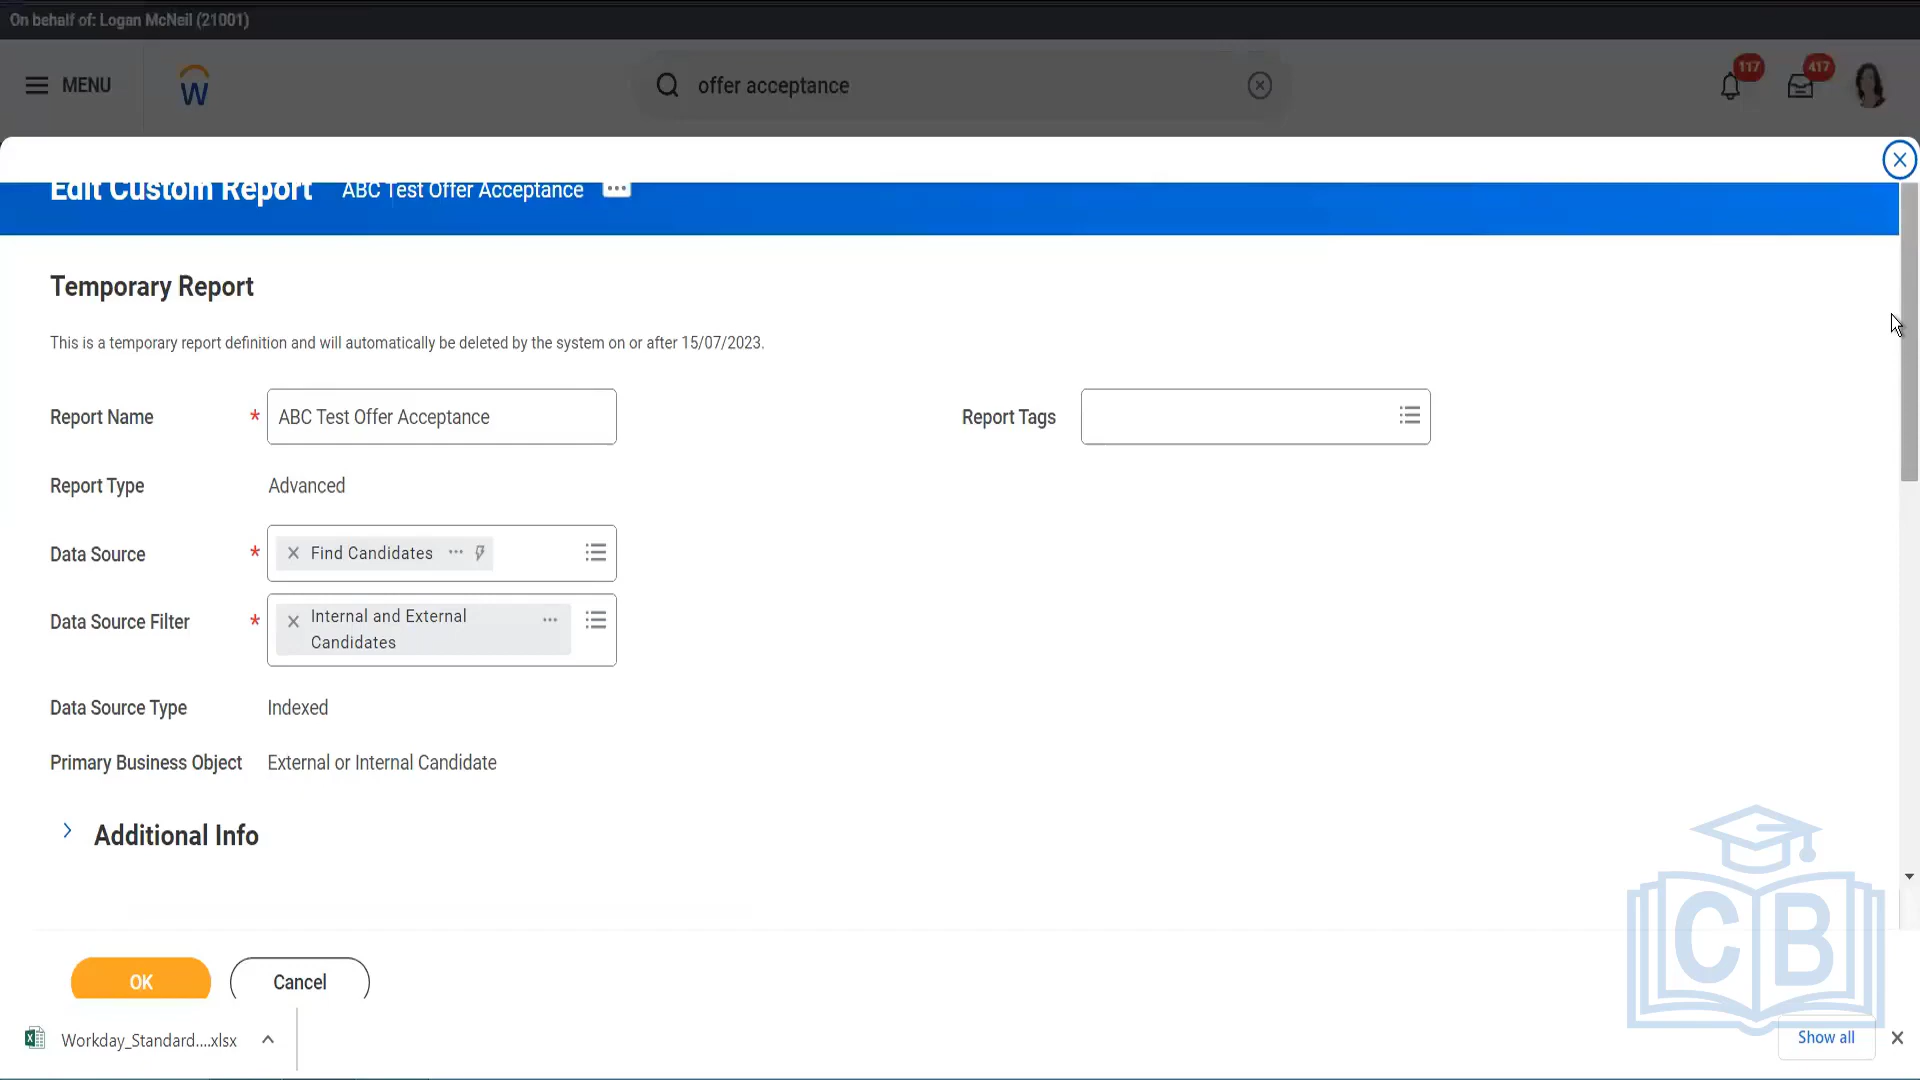 On behalf of: Logan McNeil (21001)
MENU
W
offer acceptance
117
417
Edit Custom Report ABC Test Offer Acceptance
Temporary Report
This is a temporary report definition and will automatically be deleted by the system on or after 15/07/2023.
Report Name * ABC Test Offer Acceptance
Report Tags
Report Type Advanced
Data Source * Find Candidates
Data Source Filter * Internal and External
Candidates
Data Source Type Indexed
Primary Business Object External or Internal Candidate
Additional Info
OK
Cancel
CB
Workday_Standard....xlsx
Show all